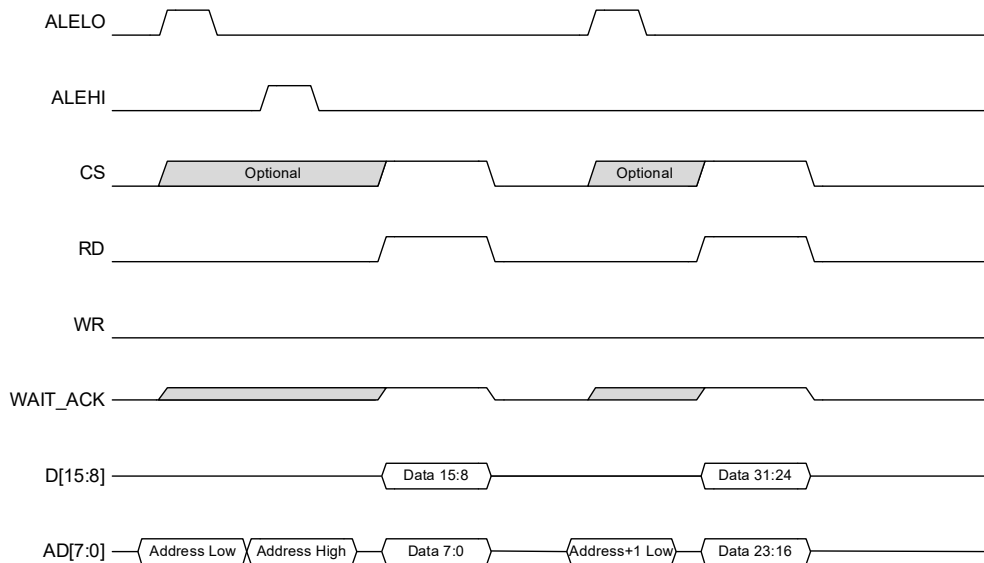 ALELO
ALEHI
CS Optional Optional
RD
WR
WAIT_ACK
D[15:8] Data 15:8 Data 31:24
AD[7:0] Address Low Address High Data 7:0 Address+1 Low Data 23:16